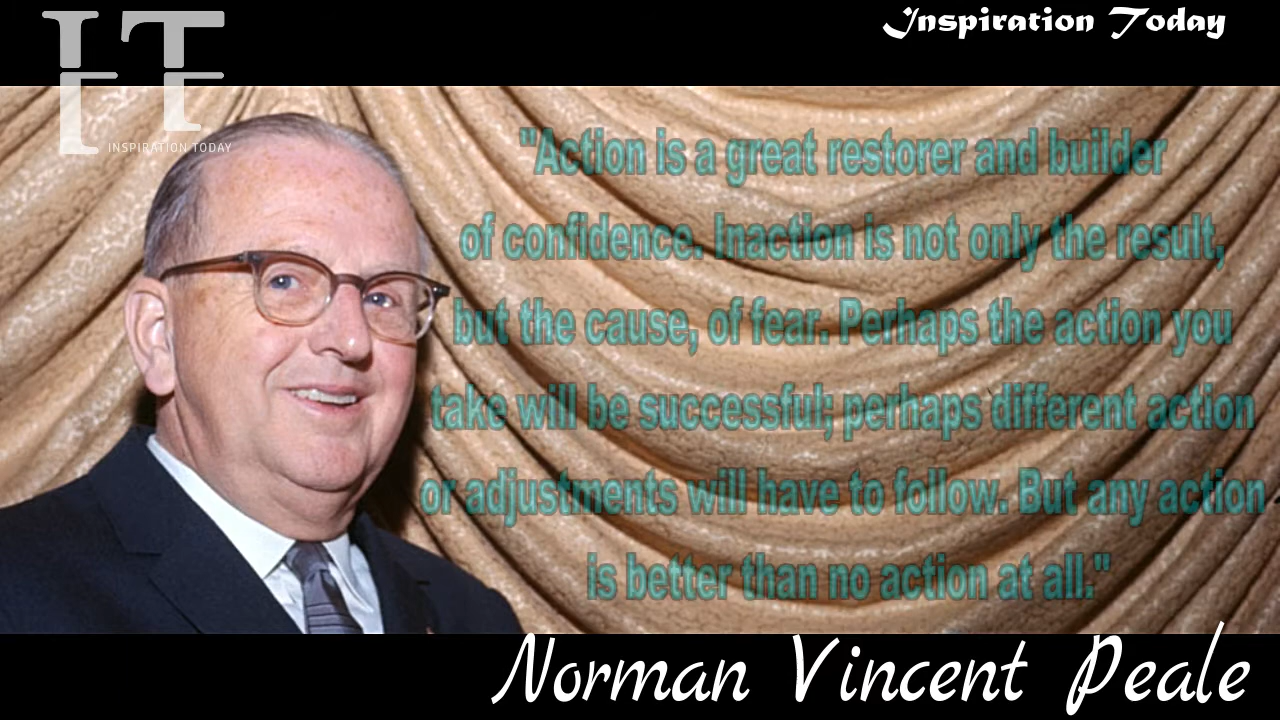 IT
INSPIRATION TODAY
Inspiration Today
"Action is a great restorer and builder
of confidence. Inaction is not only the result,
but the cause, of fear. Perhaps the action you
take will be successful; perhaps different action
or adjustments will have to follow. But any action
is better than no action at all."
Norman Vincent Peale